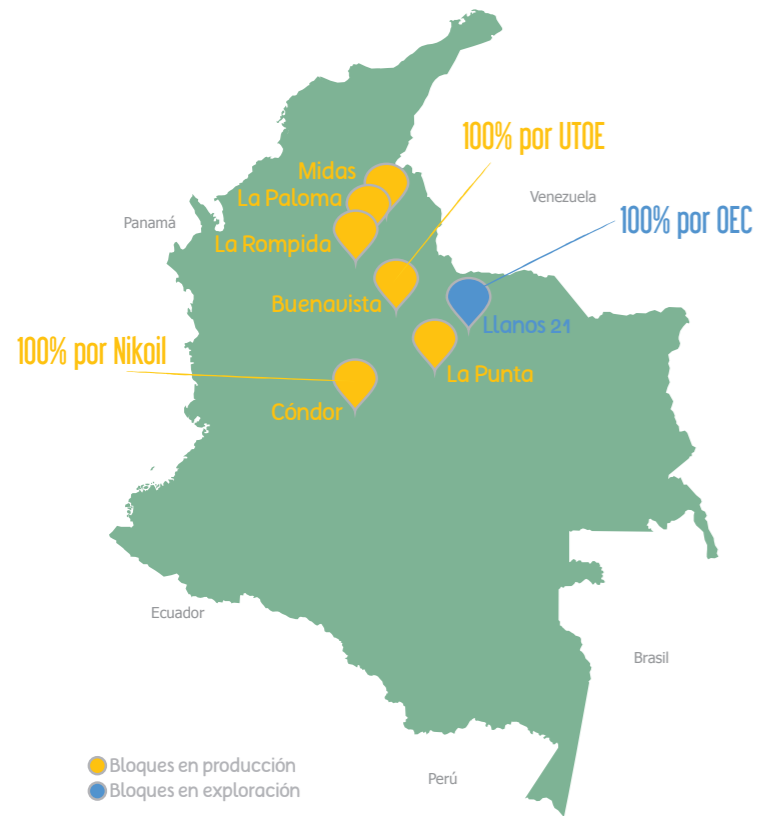 100% por UTOE
Midas
La Paloma
Venezuela
100% por OEC
Panamá
La Rompida
Buenavista
Llanos 21
100% por Nikoil
La Punta
Cóndor
Ecuador
Brasil
Bloques en producción
Perú
Bloques en exploración